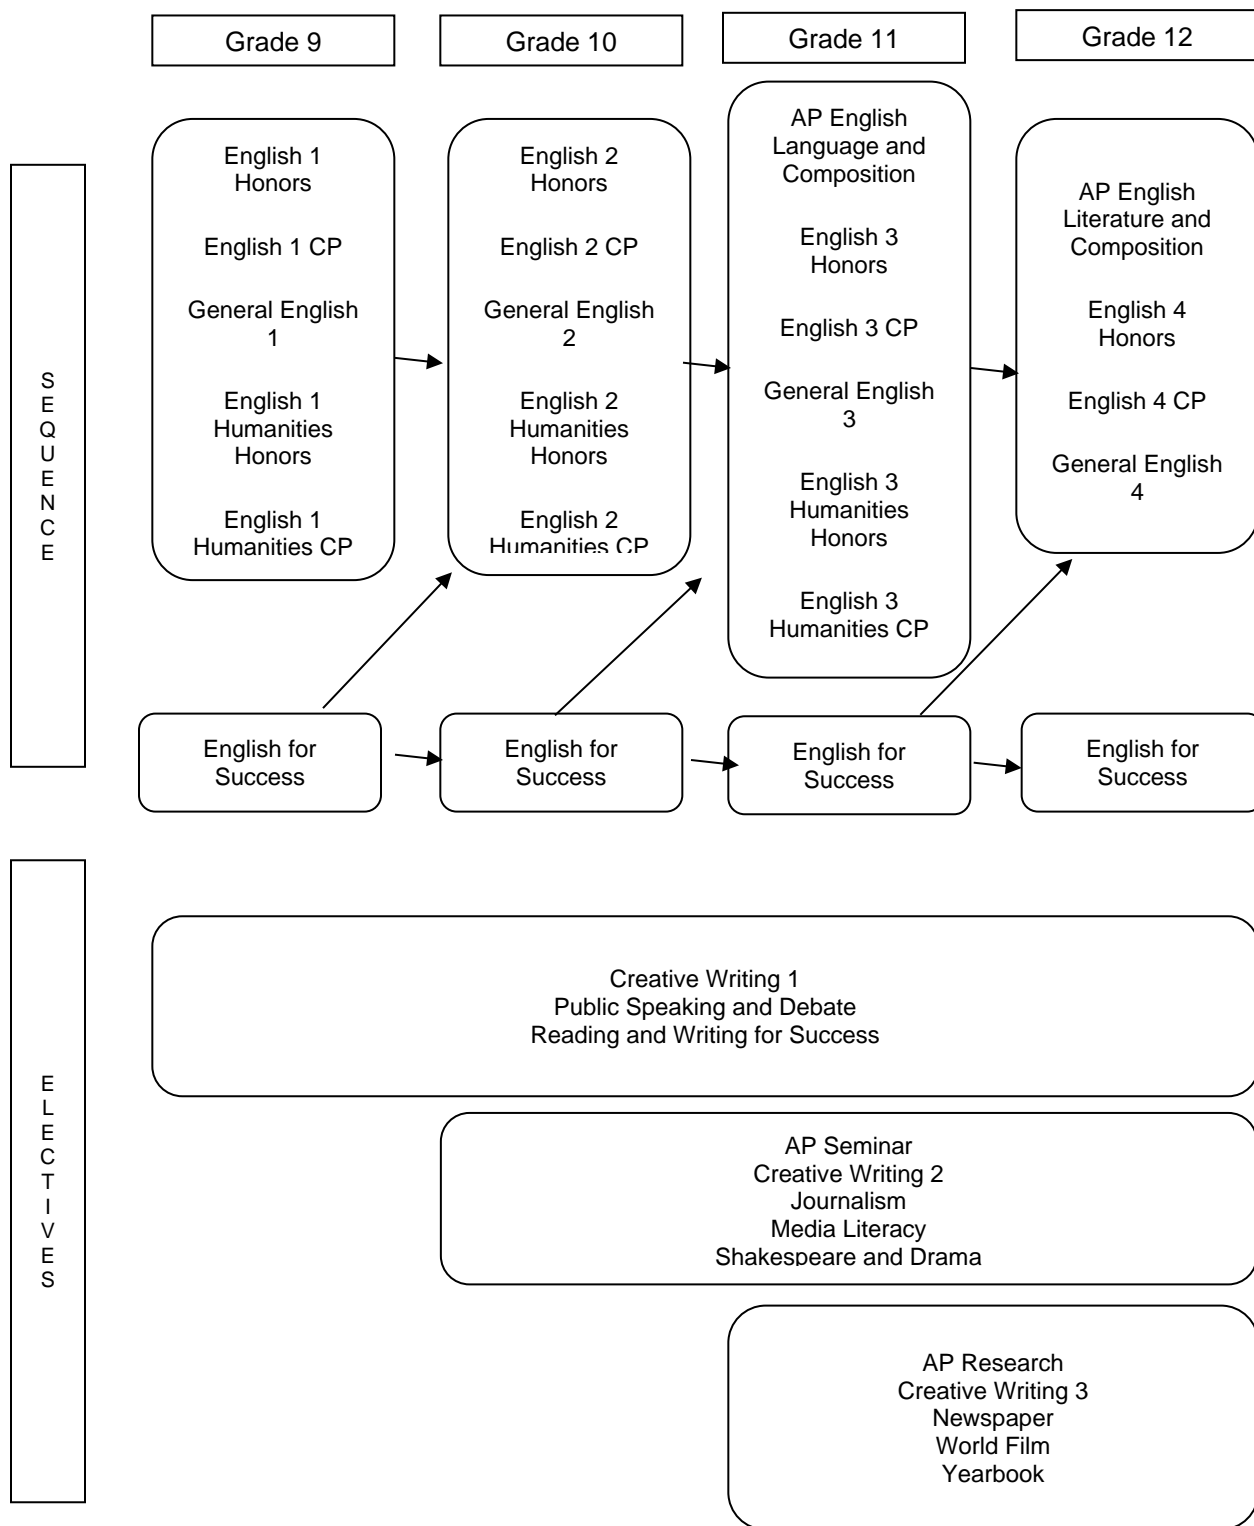 Grade 9
Grade 10
Grade 11
Grade 12
SEQUENCE
English 1
Honors
English 1 CP
General English
1
English 1
Humanities
Honors
English 1
Humanities CP
English 2
Honors
English 2 CP
General English
2
English 2
Humanities
Honors
English 2
Humanities CP
AP English
Language and
Composition
English 3
Honors
English 3 CP
General English
3
English 3
Humanities
Honors
English 3
Humanities CP
AP English
Literature and
Composition
English 4
Honors
English 4 CP
General English
4
English for
Success
English for
Success
English for
Success
English for
Success
ELECTIVES
Creative Writing 1
Public Speaking and Debate
Reading and Writing for Success
AP Seminar
Creative Writing 2
Journalism
Media Literacy
Shakespeare and Drama
AP Research
Creative Writing 3
Newspaper
World Film
Yearbook